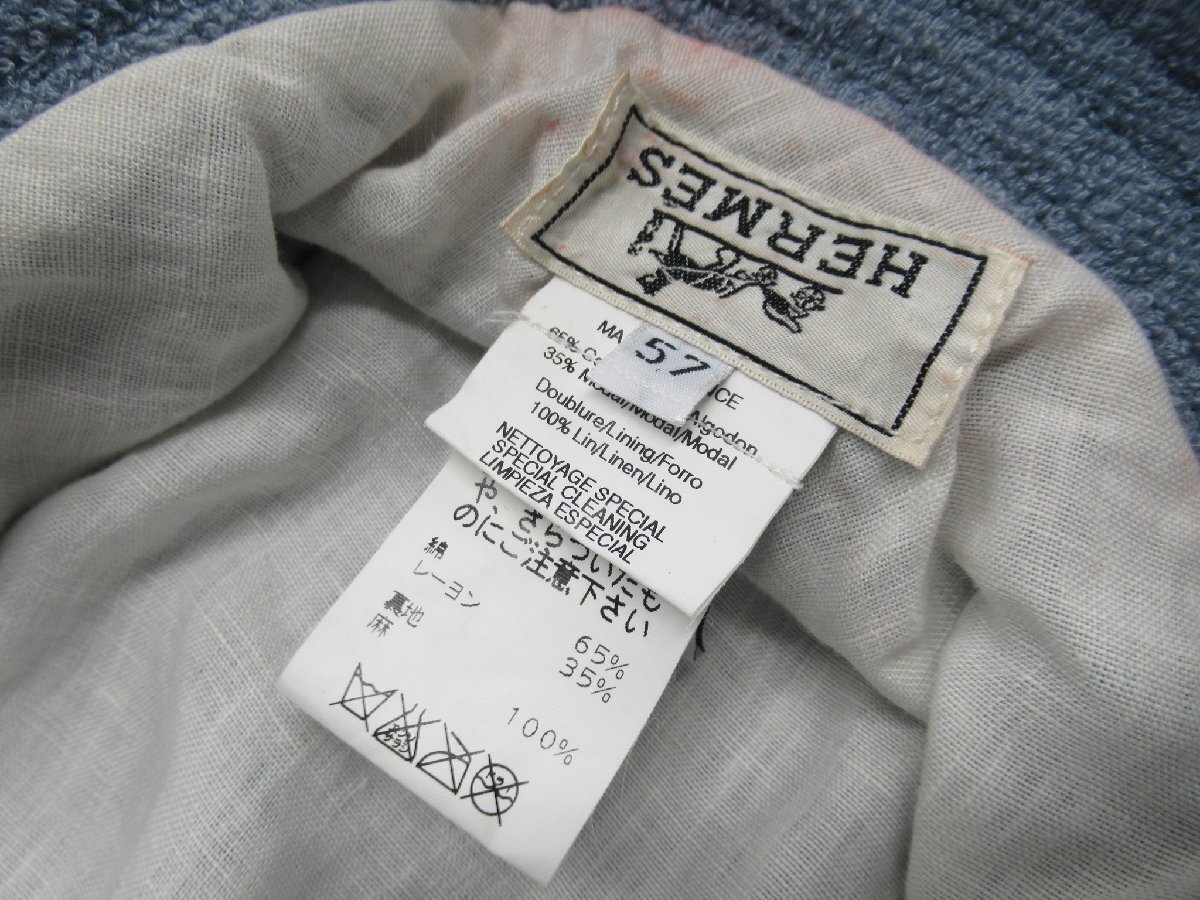 HERMES
57
MA ICE
65% Co Algodon
35% Modal/Modal/Modal
Doublure/Lining/Forro
100% Lin/Linen/Lino
NETTOYAGE SPECIAL
SPECIAL CLEANING
LIMPIEZA ESPECIAL
や、ざらついたも
のにご注意下さい
綿 65%
レーヨン 35%
裏地
麻 100%